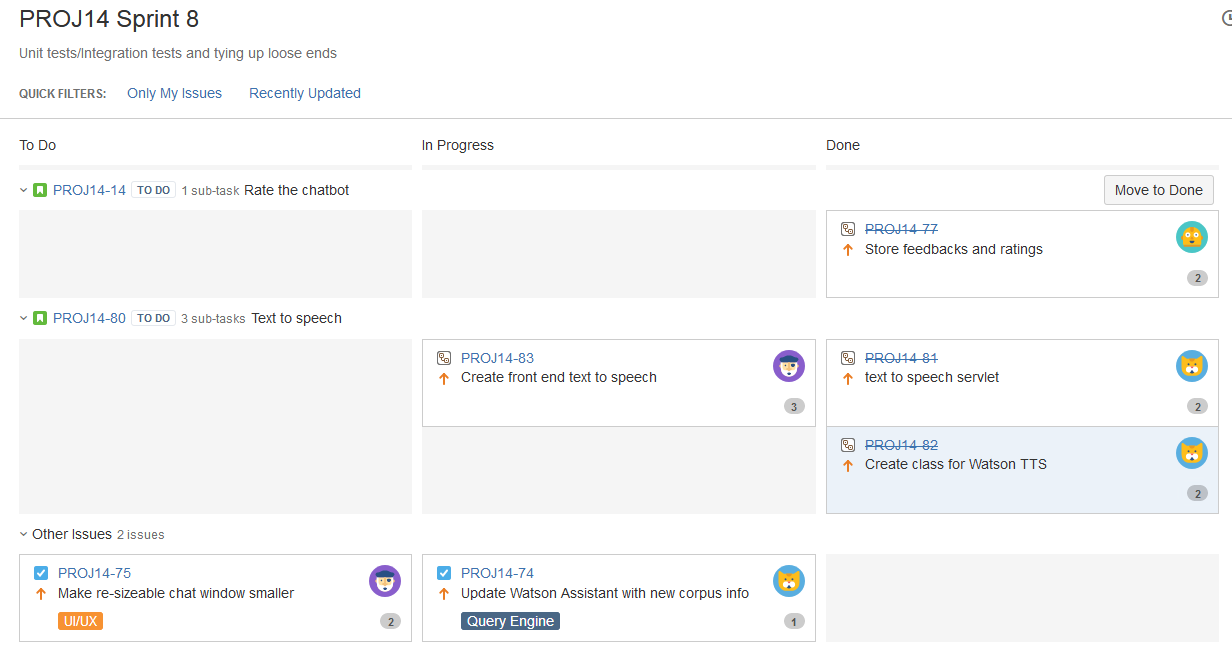 PROJ14 Sprint 8
Unit tests/Integration tests and tying up loose ends
QUICK FILTERS: Only My Issues Recently Updated
To Do In Progress Done
PROJ14-14 TO DO 1 sub-task Rate the chatbot Move to Done
PROJ14-77
Store feedbacks and ratings
2
PROJ14-80 TO DO 3 sub-tasks Text to speech
PROJ14-83
Create front end text to speech
3
PROJ14-81
text to speech servlet
2
PROJ14-82
Create class for Watson TTS
2
Other Issues 2 issues
PROJ14-75
Make re-sizeable chat window smaller
UI/UX 2
PROJ14-74
Update Watson Assistant with new corpus info
Query Engine 1